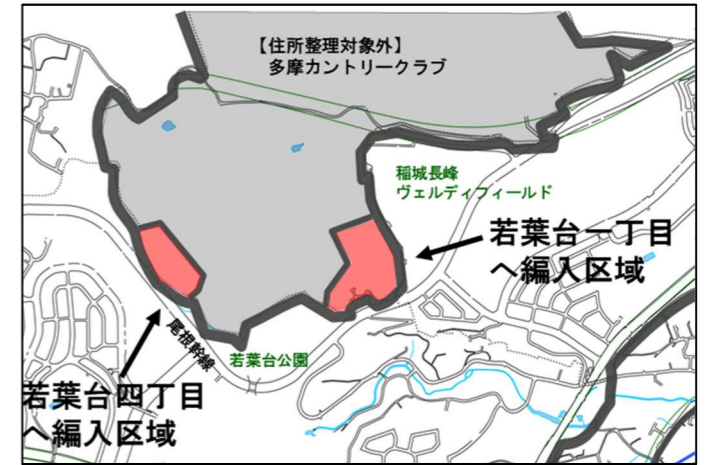 【住所整理対象外】
多摩カントリークラブ
稲城長峰
ヴェルディフィールド
若葉台一丁目
へ編入区域
尾根幹線
若葉台公園
若葉台四丁目
へ編入区域